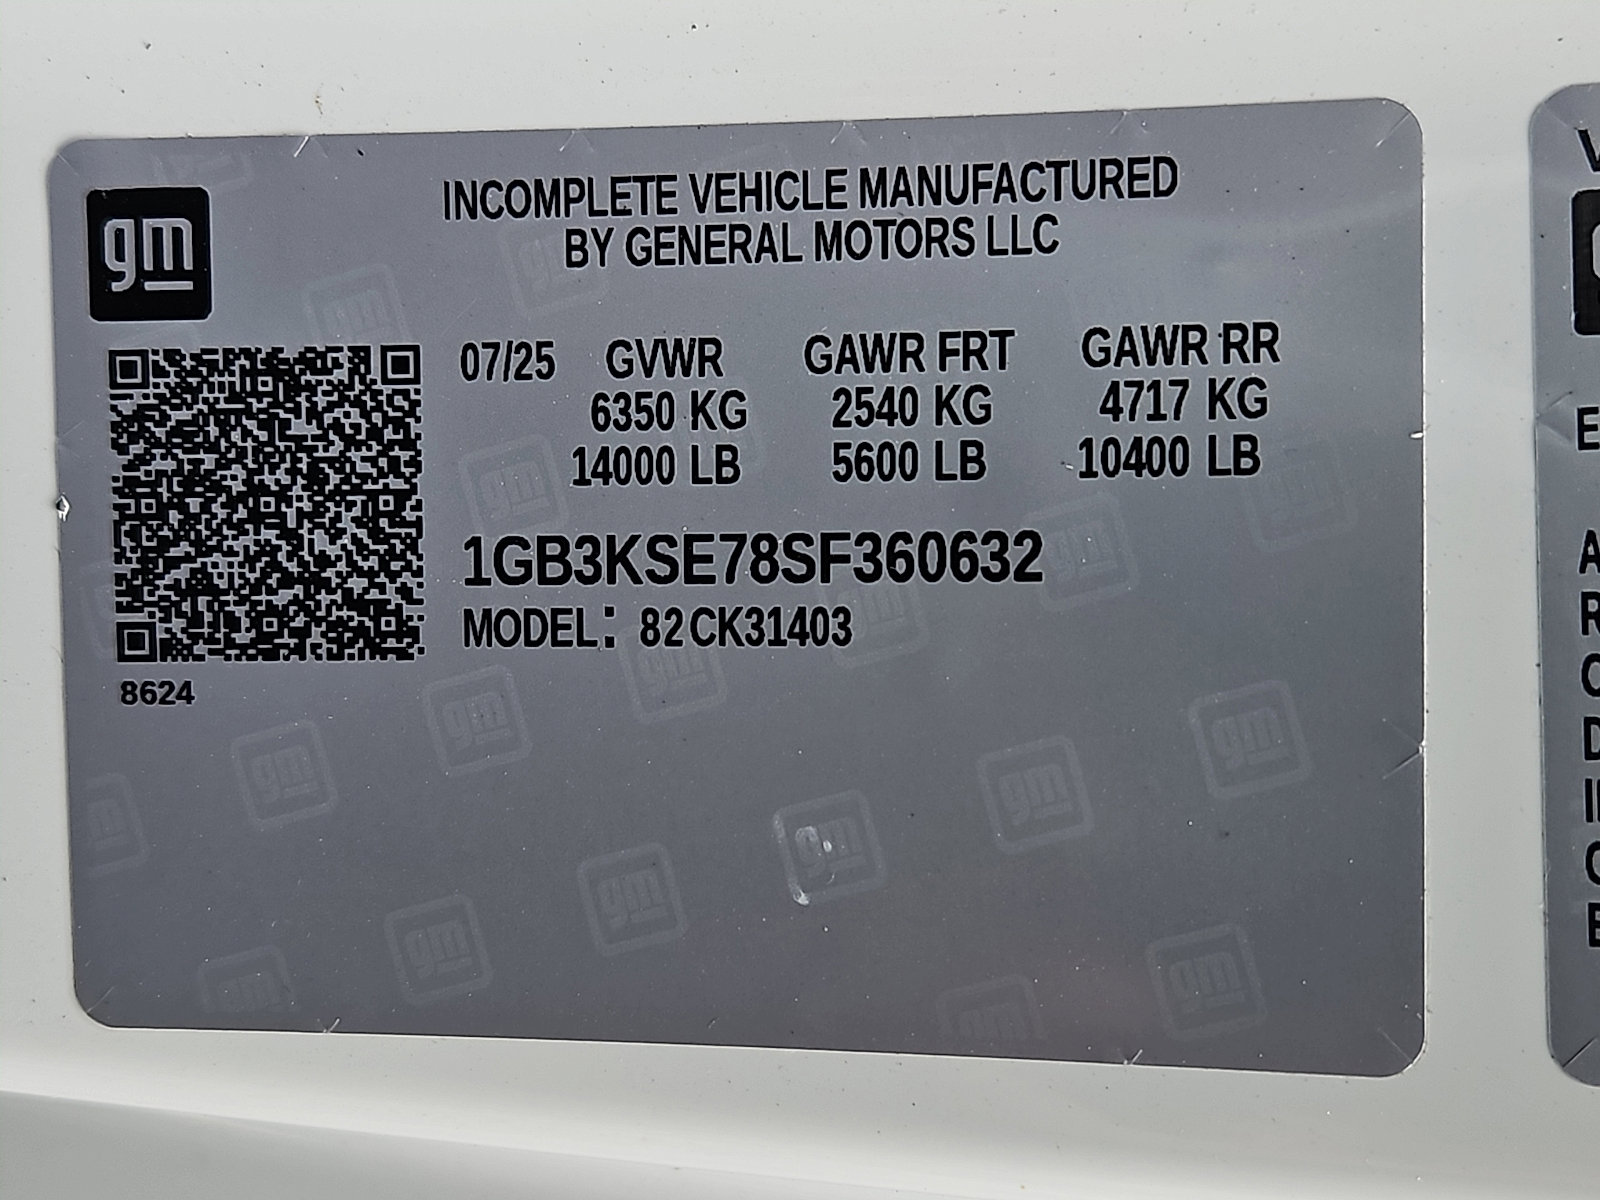 gm
INCOMPLETE VEHICLE MANUFACTURED
BY GENERAL MOTORS LLC
07/25 GVWR GAWR FRT GAWR RR
6350 KG 2540 KG 4717 KG
14000 LB 5600 LB 10400 LB
1GB3KSE78SF360632
MODEL: 82CK31403
8624